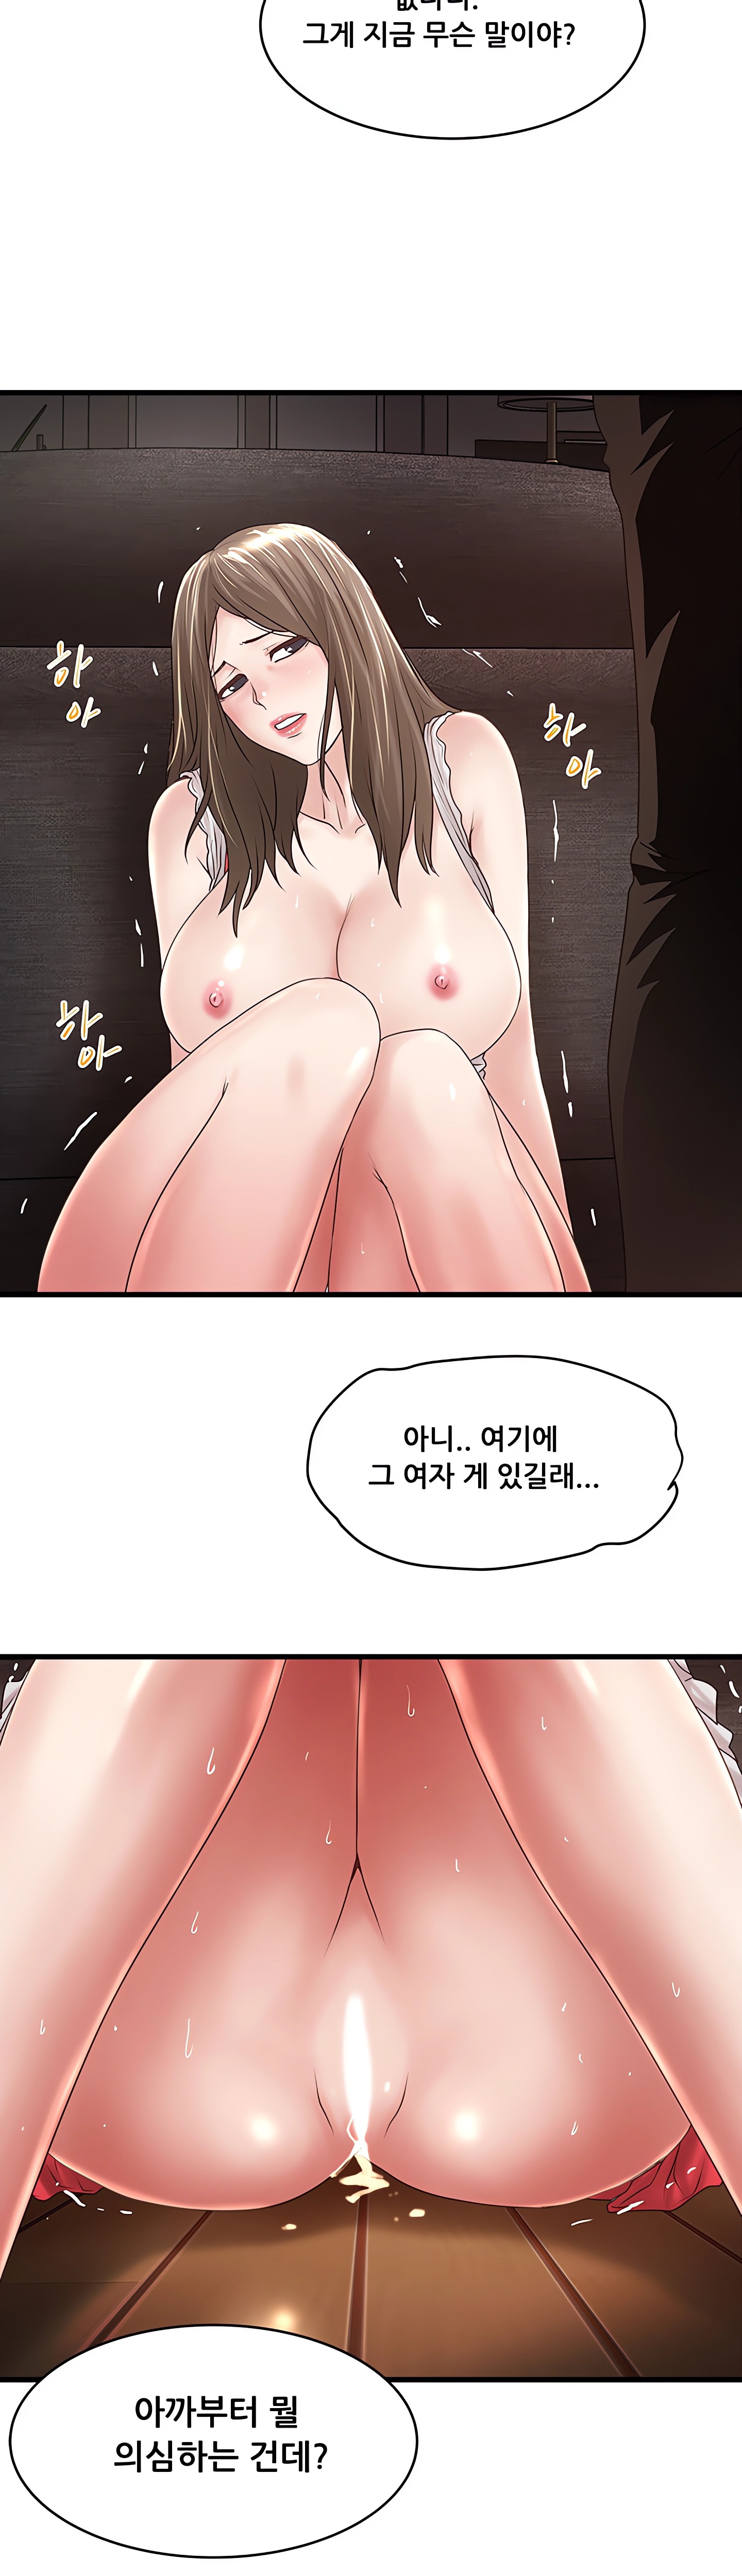 그게 지금 무슨 말이야?
하
아
하
아
하
아
아니.. 여기에
그 여자 게 있길래...
아까부터 뭘
의심하는 건데?